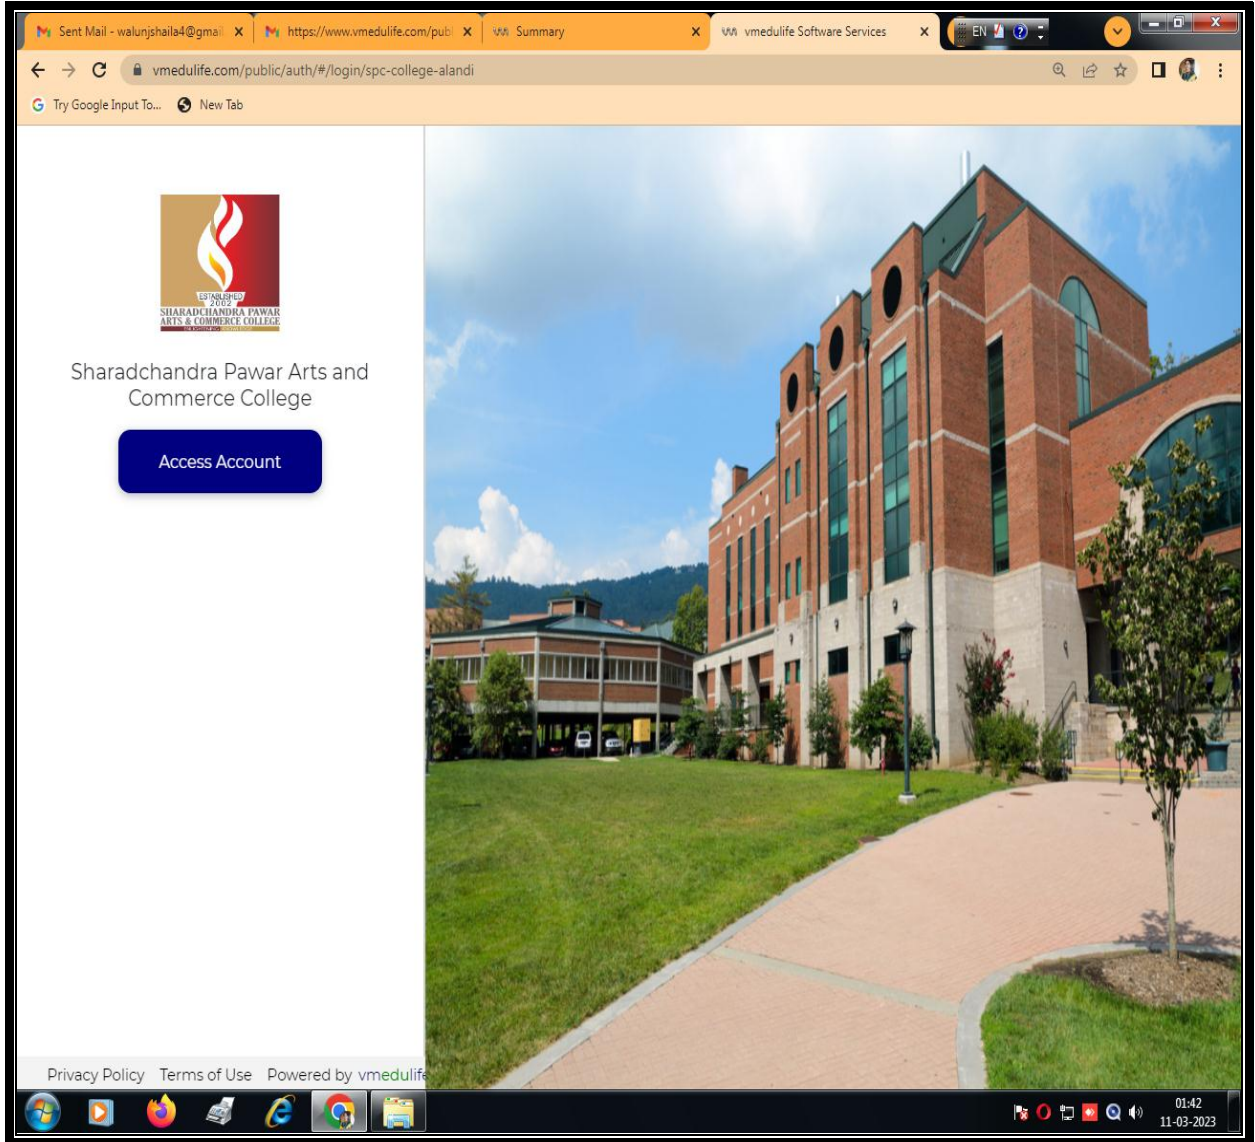 Sent Mail - walunjshaila4@gmai
https://www.vmedulife.com/publ
Summary
vmedulife Software Services
EN
vmedulife.com/public/auth/#/login/spc-college-alandi
Try Google Input To...
New Tab
ESTABLISHED
2002
SHARADCHANDRA PAWAR
ARTS & COMMERCE COLLEGE
Sharadchandra Pawar Arts and
Commerce College
Access Account
Privacy Policy Terms of Use Powered by vmedulife
01:42
11-03-2023